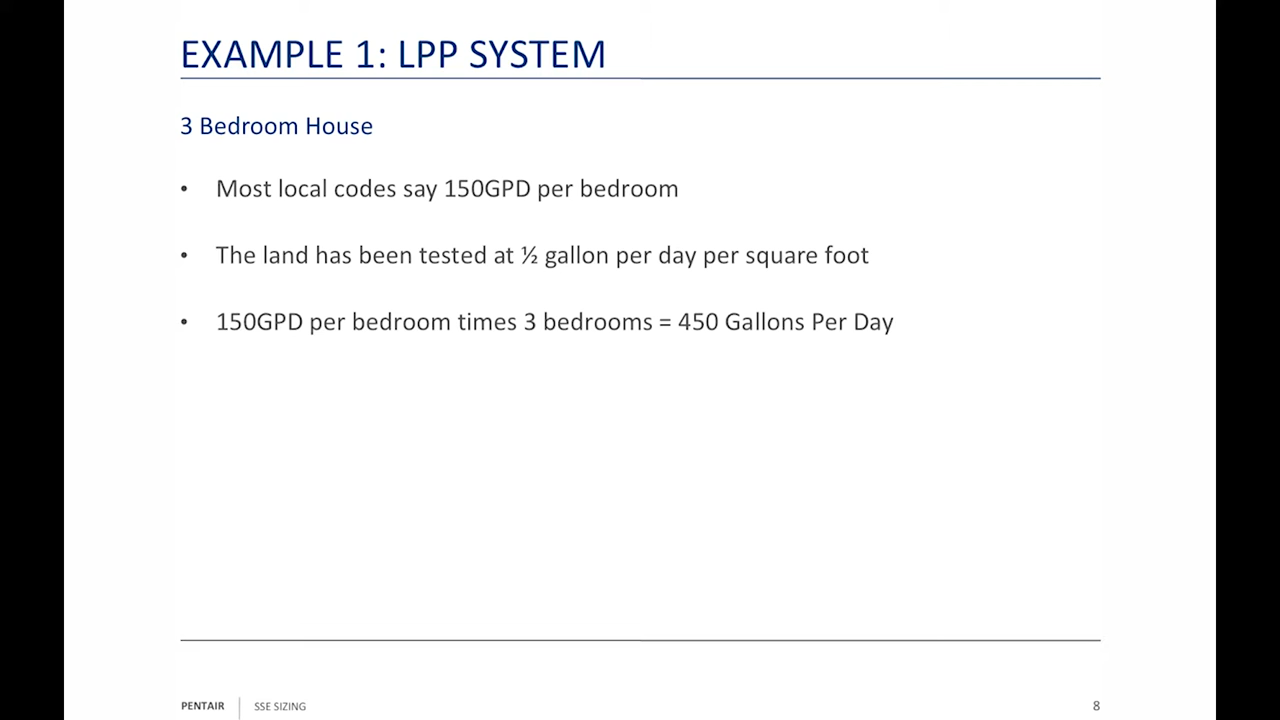 EXAMPLE 1: LPP SYSTEM
3 Bedroom House
• Most local codes say 150GPD per bedroom
• The land has been tested at ½ gallon per day per square foot
• 150GPD per bedroom times 3 bedrooms = 450 Gallons Per Day
PENTAIR | SSE SIZING 8